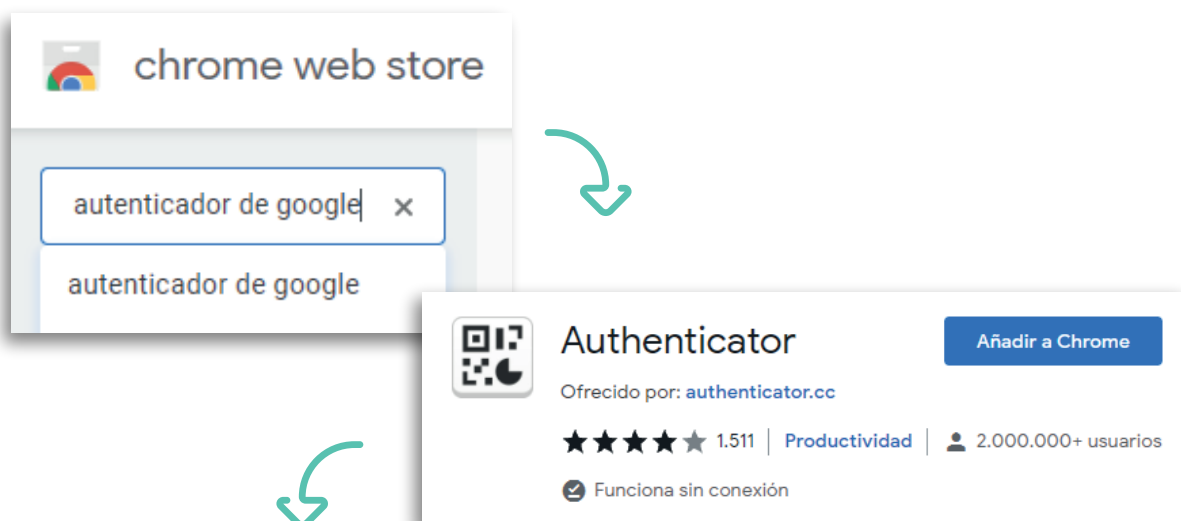 chrome web store
autenticador de google
autenticador de google
Authenticator
Añadir a Chrome
Ofrecido por: authenticator.cc
1.511 | Productividad | 2.000.000+ usuarios
Funciona sin conexión